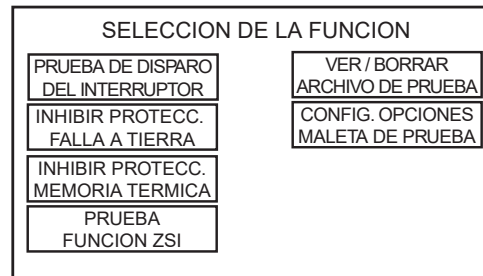 SELECCION DE LA FUNCION
PRUEBA DE DISPARO
DEL INTERRUPTOR
INHIBIR PROTECC.
FALLA A TIERRA
INHIBIR PROTECC.
MEMORIA TERMICA
PRUEBA
FUNCION ZSI
VER / BORRAR
ARCHIVO DE PRUEBA
CONFIG. OPCIONES
MALETA DE PRUEBA